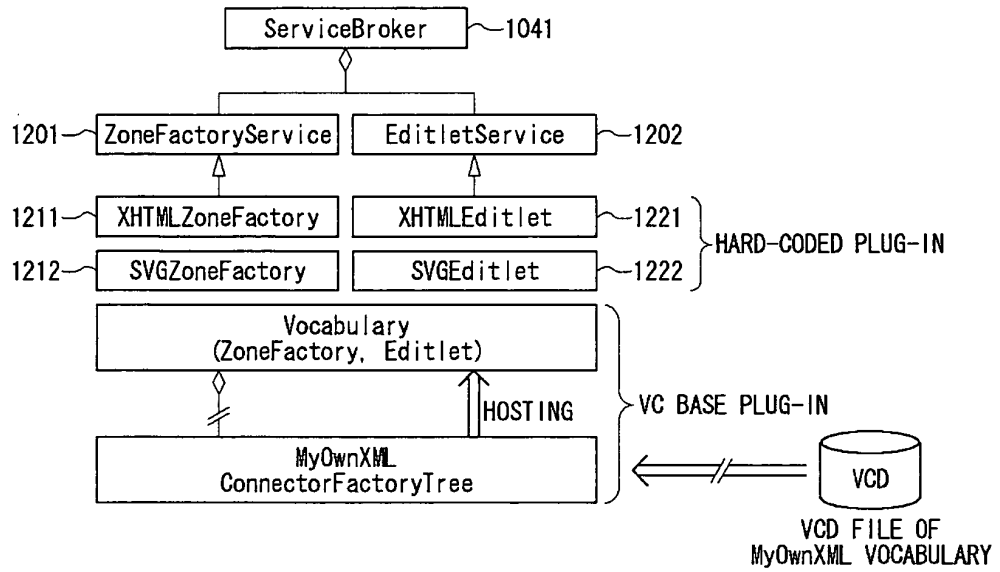 ServiceBroker 1041
1201 ZoneFactoryService EditletService 1202
1211 XHTMLZoneFactory XHTMLEditlet 1221
HARD-CODED PLUG-IN
1212 SVGZoneFactory SVGEditlet 1222
Vocabulary
(ZoneFactory, Editlet)
HOSTING
VC BASE PLUG-IN
MyOwnXML
ConnectorFactoryTree
VCD
VCD FILE OF
MyOwnXML VOCABULARY